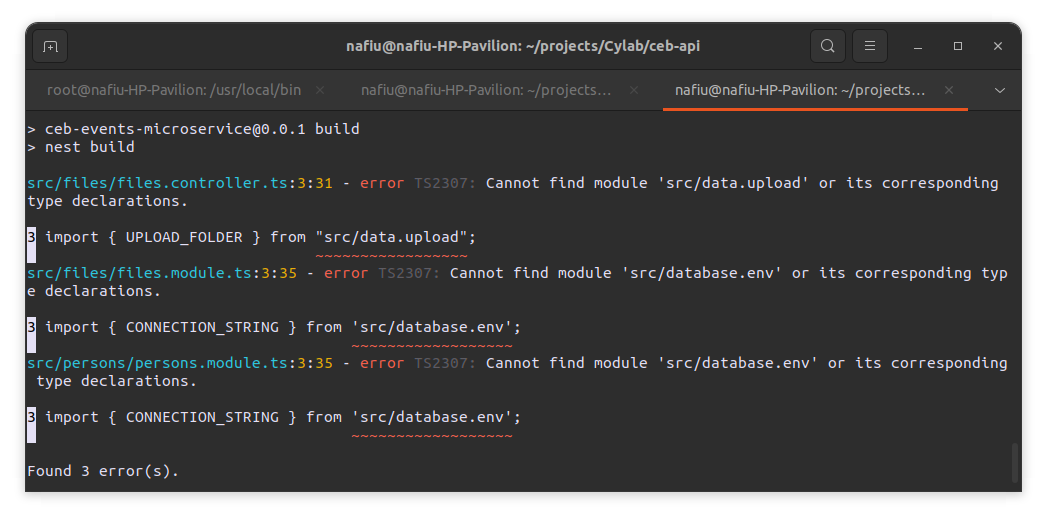 nafiu@nafiu-HP-Pavilion: ~/projects/Cylab/ceb-api
root@nafiu-HP-Pavilion: /usr/local/bin
nafiu@nafiu-HP-Pavilion: ~/projects...
nafiu@nafiu-HP-Pavilion: ~/projects...
> ceb-events-microservice@0.0.1 build
> nest build
src/files/files.controller.ts:3:31 - error TS2307: Cannot find module 'src/data.upload' or its corresponding
type declarations.
3 import { UPLOAD_FOLDER } from "src/data.upload";
~~~~~~~~~~~~~~~~~
src/files/files.module.ts:3:35 - error TS2307: Cannot find module 'src/database.env' or its corresponding typ
e declarations.
3 import { CONNECTION_STRING } from 'src/database.env';
~~~~~~~~~~~~~~~~~~
src/persons/persons.module.ts:3:35 - error TS2307: Cannot find module 'src/database.env' or its corresponding
type declarations.
3 import { CONNECTION_STRING } from 'src/database.env';
~~~~~~~~~~~~~~~~~~
Found 3 error(s).